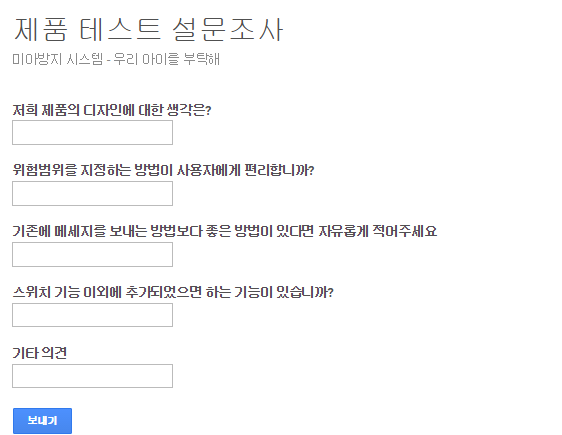 제품 테스트 설문조사
미아방지 시스템 - 우리 아이를 부탁해
저희 제품의 디자인에 대한 생각은?
위험범위를 지정하는 방법이 사용자에게 편리합니까?
기존에 메세지를 보내는 방법보다 좋은 방법이 있다면 자유롭게 적어주세요
스위치 기능 이외에 추가되었으면 하는 기능이 있습니까?
기타 의견
보내기